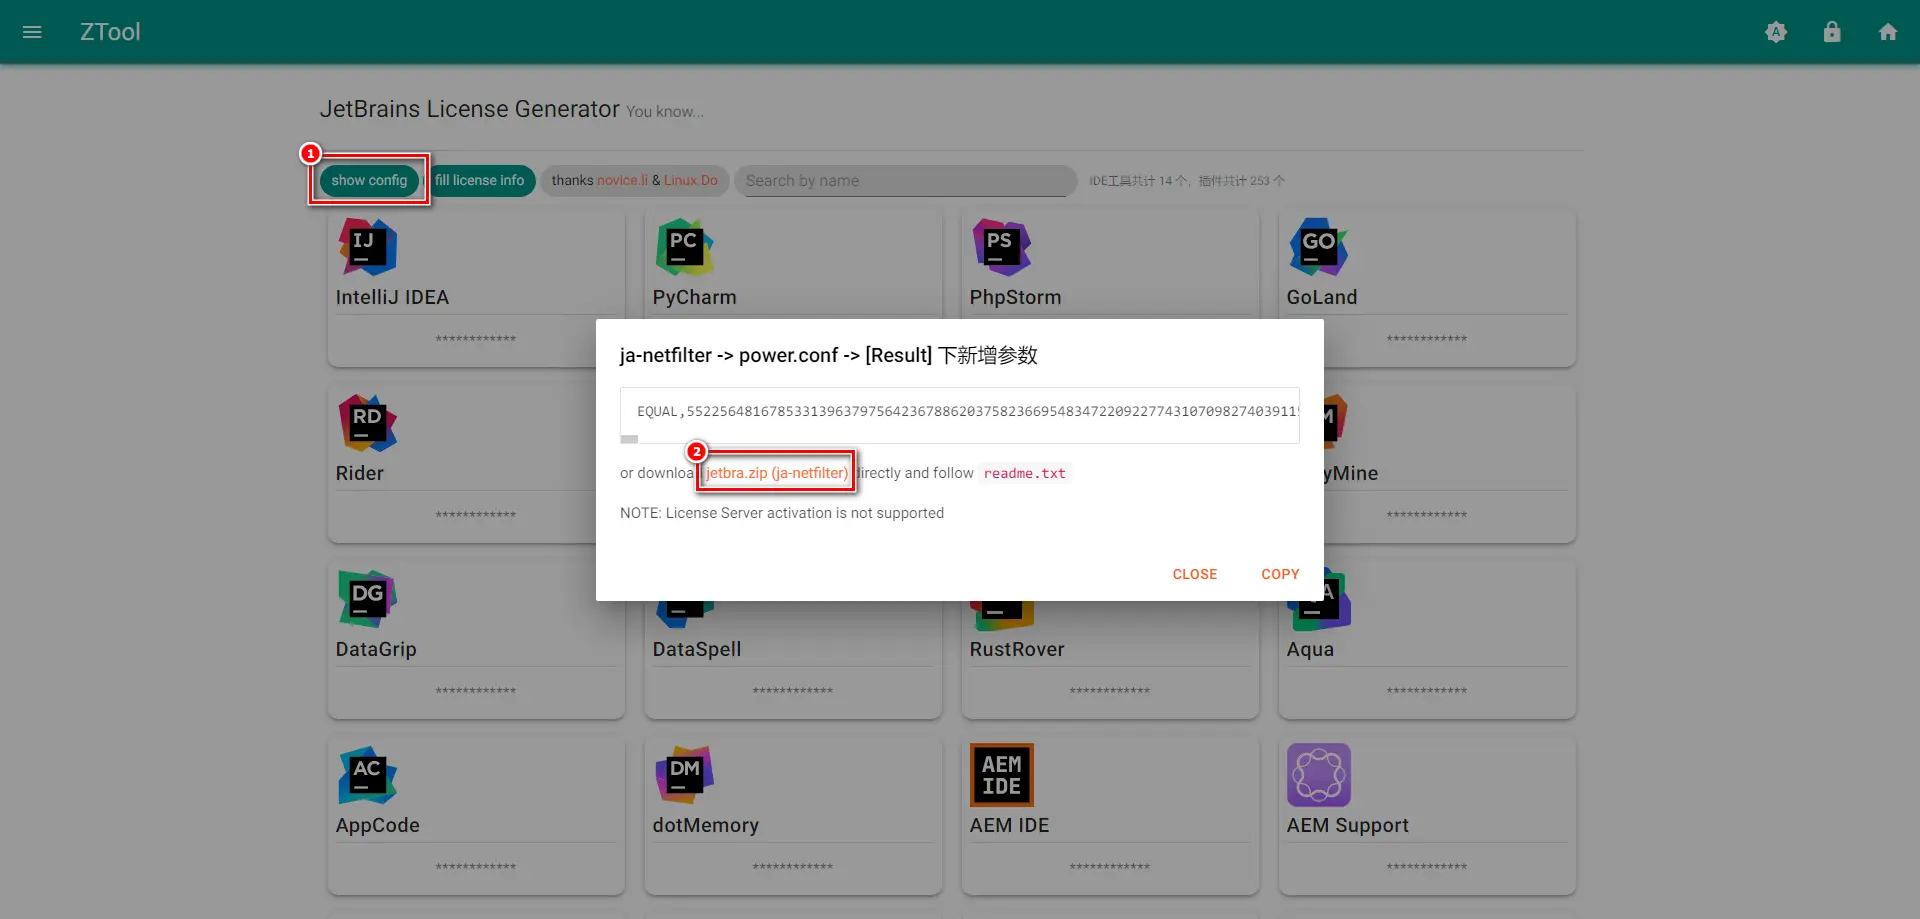 ZTool
JetBrains License Generator You know...
1
show config
fill license info
thanks novice.li & Linux.Do
Search by name
IDE工具共计 14 个，插件共计 253 个
IJ
IntelliJ IDEA
************
PC
PyCharm
PS
PhpStorm
GO
GoLand
************
ja-netfilter -> power.conf -> [Result] 下新增参数
2
or download jetbra.zip (ja-netfilter) directly and follow readme.txt
NOTE: License Server activation is not supported
CLOSE
COPY
RD
Rider
************
M
yMine
************
DG
DataGrip
************
DataSpell
************
RustRover
************
A
Aqua
************
AC
AppCode
************
DM
dotMemory
************
AEM
IDE
AEM IDE
************
AEM Support
************